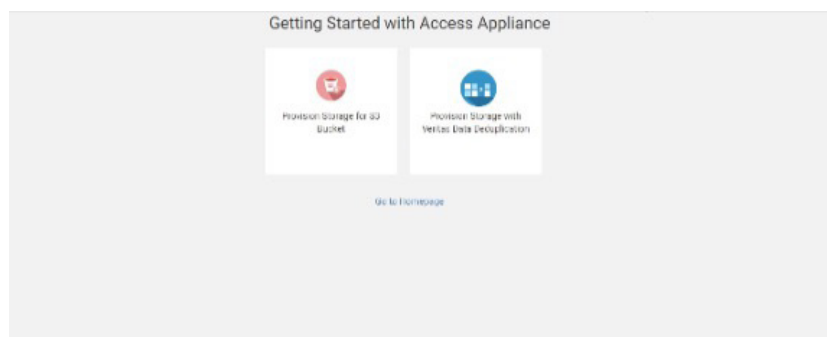 Getting Started with Access Appliance
Provision Storage for S3
Bucket
Provision Storage with
Veritas Data Deduplication
Go to Homepage